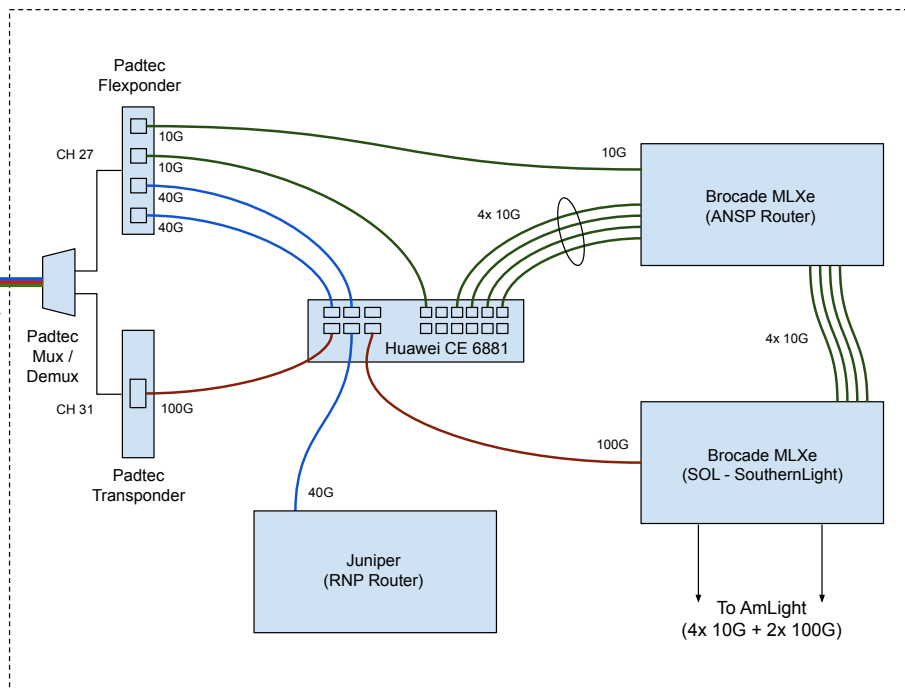 Padtec
Flexponder
CH 27
10G
10G
40G
40G
10G
Brocade MLXe
(ANSP Router)
4x 10G
Huawei CE 6881
4x 10G
Padtec
Mux /
Demux
CH 31
100G
Padtec
Transponder
100G
Brocade MLXe
(SOL - SouthernLight)
40G
Juniper
(RNP Router)
To AmLight
(4x 10G + 2x 100G)